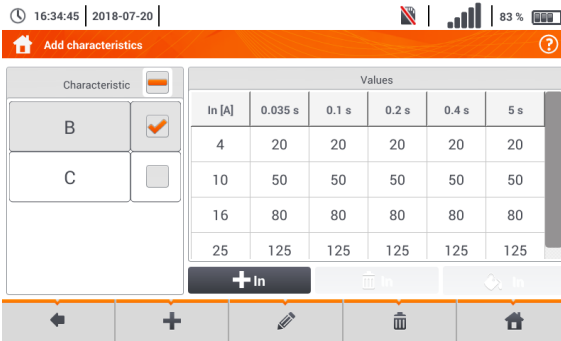 16:34:45 2018-07-20 83 %
Add characteristics ?
Characteristic
Values
B
C
In [A] 0.035 s 0.1 s 0.2 s 0.4 s 5 s
4 20 20 20 20 20
10 50 50 50 50 50
16 80 80 80 80 80
25 125 125 125 125 125
In In In